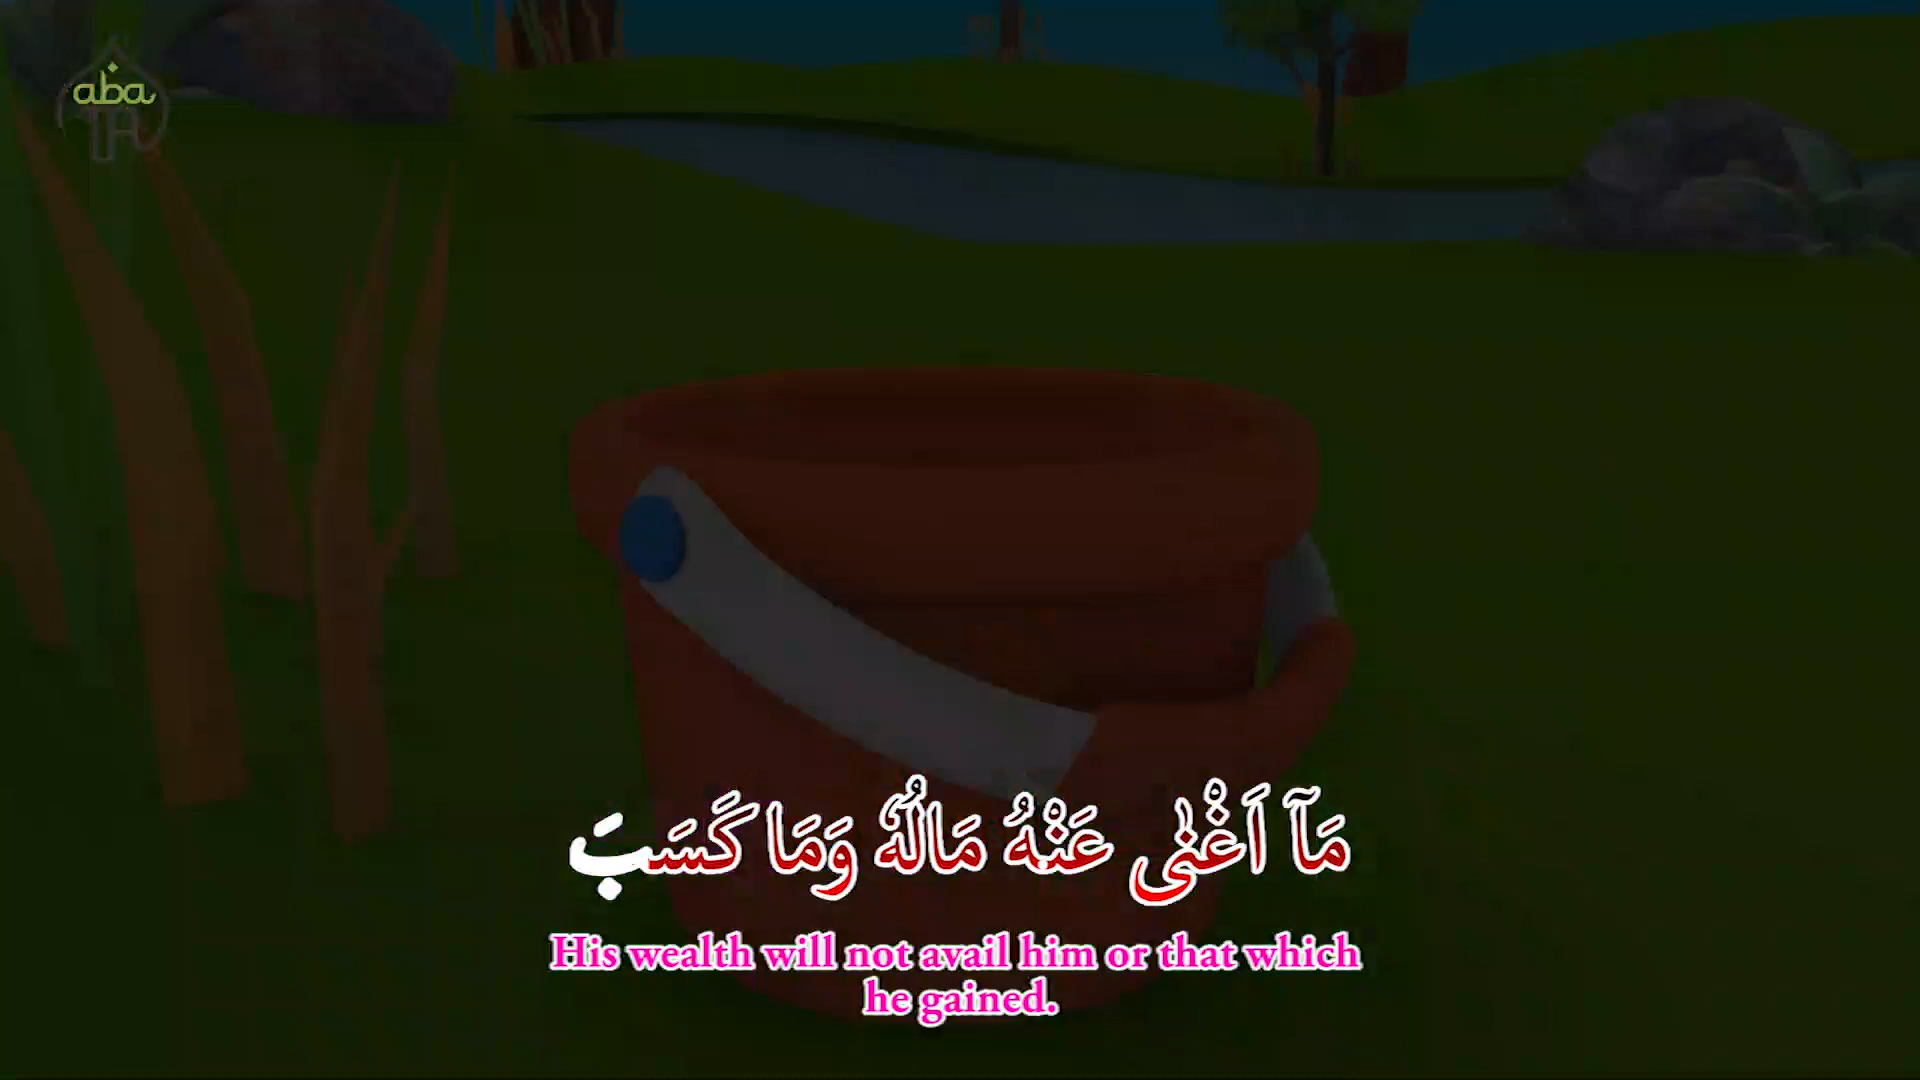 aba
مَآ اَغْنٰى عَنْهُ مَالُهٗ وَمَا كَسَبَ
His wealth will not avail him or that which
he gained.